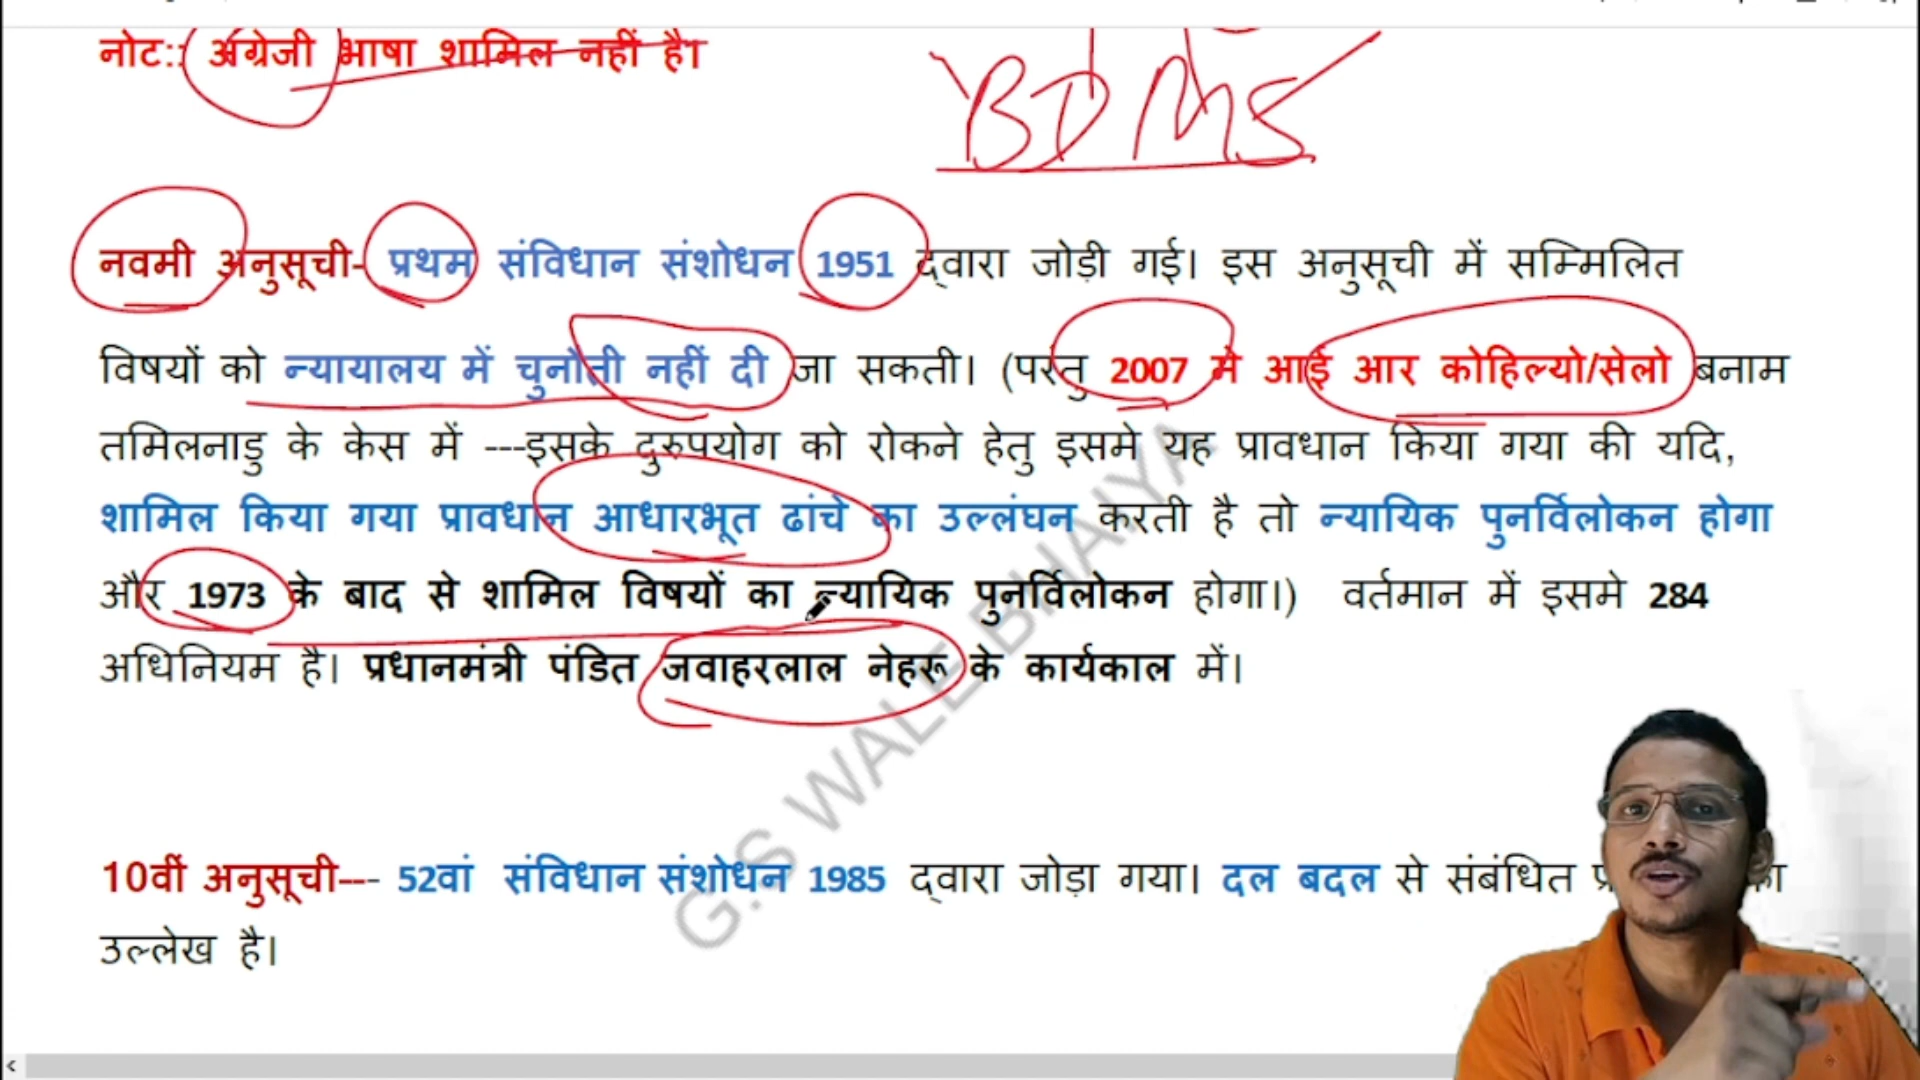 नोट:: अंग्रेजी भाषा शामिल नहीं है।
BDMS
नवमी अनुसूची- प्रथम संविधान संशोधन 1951 द्वारा जोड़ी गई। इस अनुसूची में सम्मिलित
विषयों को न्यायालय में चुनौती नहीं दी जा सकती। (परंतु 2007 मे आई आर कोहिल्यो/सेलो बनाम
तमिलनाडु के केस में ---इसके दुरुपयोग को रोकने हेतु इसमे यह प्रावधान किया गया की यदि,
शामिल किया गया प्रावधान आधारभूत ढांचे का उल्लंघन करती है तो न्यायिक पुनर्विलोकन होगा
और 1973 के बाद से शामिल विषयों का न्यायिक पुनर्विलोकन होगा।) वर्तमान में इसमे 284
अधिनियम है। प्रधानमंत्री पंडित जवाहरलाल नेहरू के कार्यकाल में।
G.S WALE BHAIYA
10वीं अनुसूची--- 52वां संविधान संशोधन 1985 द्वारा जोड़ा गया। दल बदल से संबंधित
उल्लेख है।